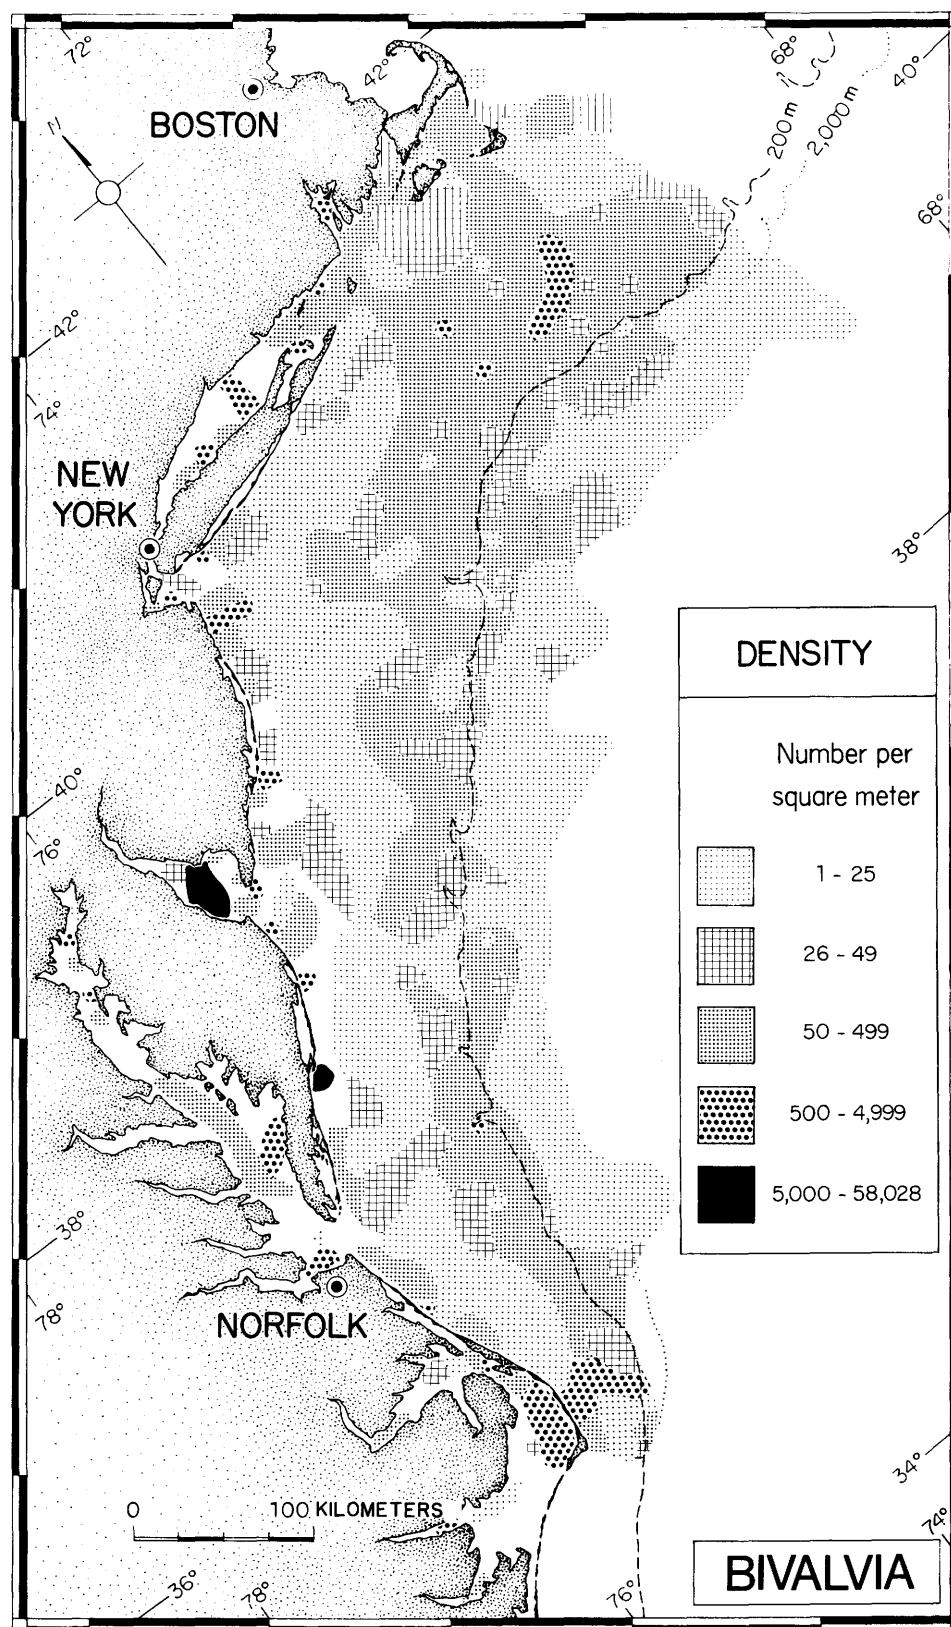 72°
42°
68°
40°
BOSTON
200 m
2,000 m
N
68°
42°
74°
NEW
YORK
38°
DENSITY
Number per
square meter
40°
76°
1 - 25
26 - 49
50 - 499
500 - 4,999
5,000 - 58,028
38°
78°
NORFOLK
34°
0 100 KILOMETERS
74°
BIVALVIA
36°
78°
76°